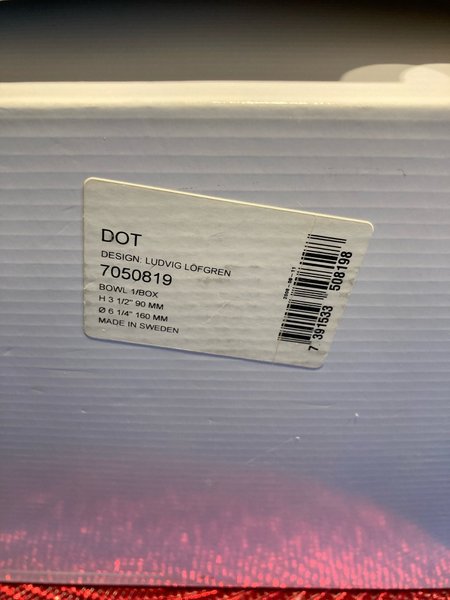 DOT
DESIGN: LUDVIG LÖFGREN
7050819
BOWL 1/BOX
H 3 1/2" 90 MM
Ø 6 1/4" 160 MM
MADE IN SWEDEN
7 391533 508198